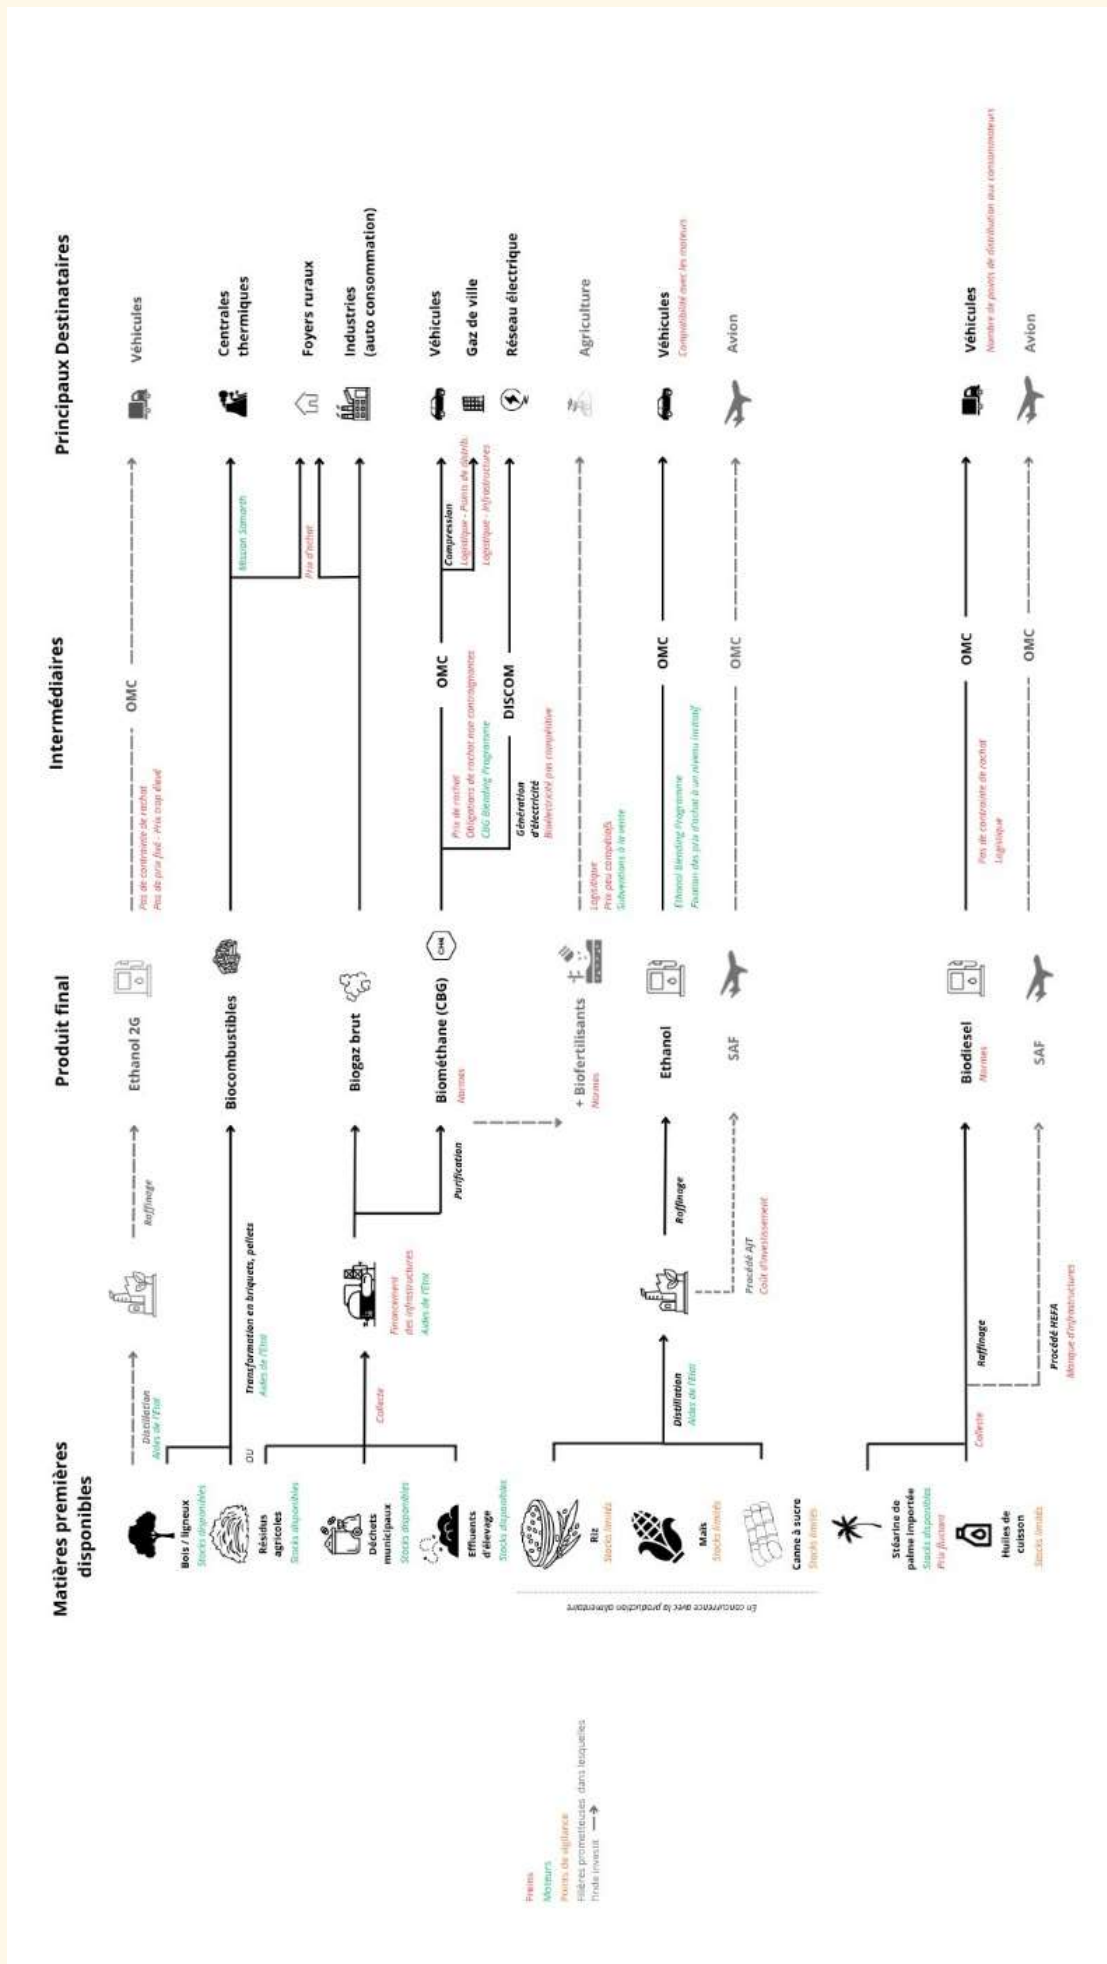 Matières premières
disponibles
Produit final
Intermédiaires
Principaux Destinataires
Bois / ligneux
Stocks disponibles
Distillation
Aides de l'Etat
Raffinage
Ethanol 2G
Pas de contrainte de rachat
Pas de prix fixé - Prix trop élevé
OMC
Véhicules
OU
Résidus
agricoles
Stocks disponibles
Transformation en briquets, pellets
Aides de l'Etat
Biocombustibles
Mission Samarth
Centrales
thermiques
Prix d'achat
Foyers ruraux
Déchets
municipaux
Stocks disponibles
Collecte
Financement
des infrastructures
Aides de l'Etat
Biogaz brut
Industries
(auto consommation)
Effluents
d'élevage
Stocks disponibles
Purification
Biométhane (CBG)
Normes
Prix de rachat
Obligations de rachat non contraignantes
CBG Blending Programme
OMC
Compression
Logistique - Points de distrib.
Logistique - Infrastructures
Véhicules
Gaz de ville
Génération
d'électricité
Bioélectricité pas compétitive
DISCOM
Réseau électrique
+ Biofertilisants
Normes
Logistique
Prix peu compétitifs
Subventions à la vente
Agriculture
Riz
Stocks limités
Maïs
Stocks limités
Canne à sucre
Stocks limités
En concurrence avec la production alimentaire
Distillation
Aides de l'Etat
Raffinage
Ethanol
Ethanol Blending Programme
Fixation des prix d'achat à un niveau incitatif
OMC
Véhicules
Compatibilité avec les moteurs
Procédé AJT
Coût d'investissement
SAF
OMC
Avion
Stéarine de
palme importée
Stocks disponibles
Prix fluctuant
Huiles de
cuisson
Stocks limités
Collecte
Raffinage
Biodiesel
Normes
Pas de contrainte de rachat
Logistique
OMC
Véhicules
Nombre de points de distribution aux consommateurs
Procédé HEFA
Manque d'infrastructures
SAF
OMC
Avion
Freins
Moteurs
Points de vigilance
Filières prometteuses dans lesquelles
l'Inde investit